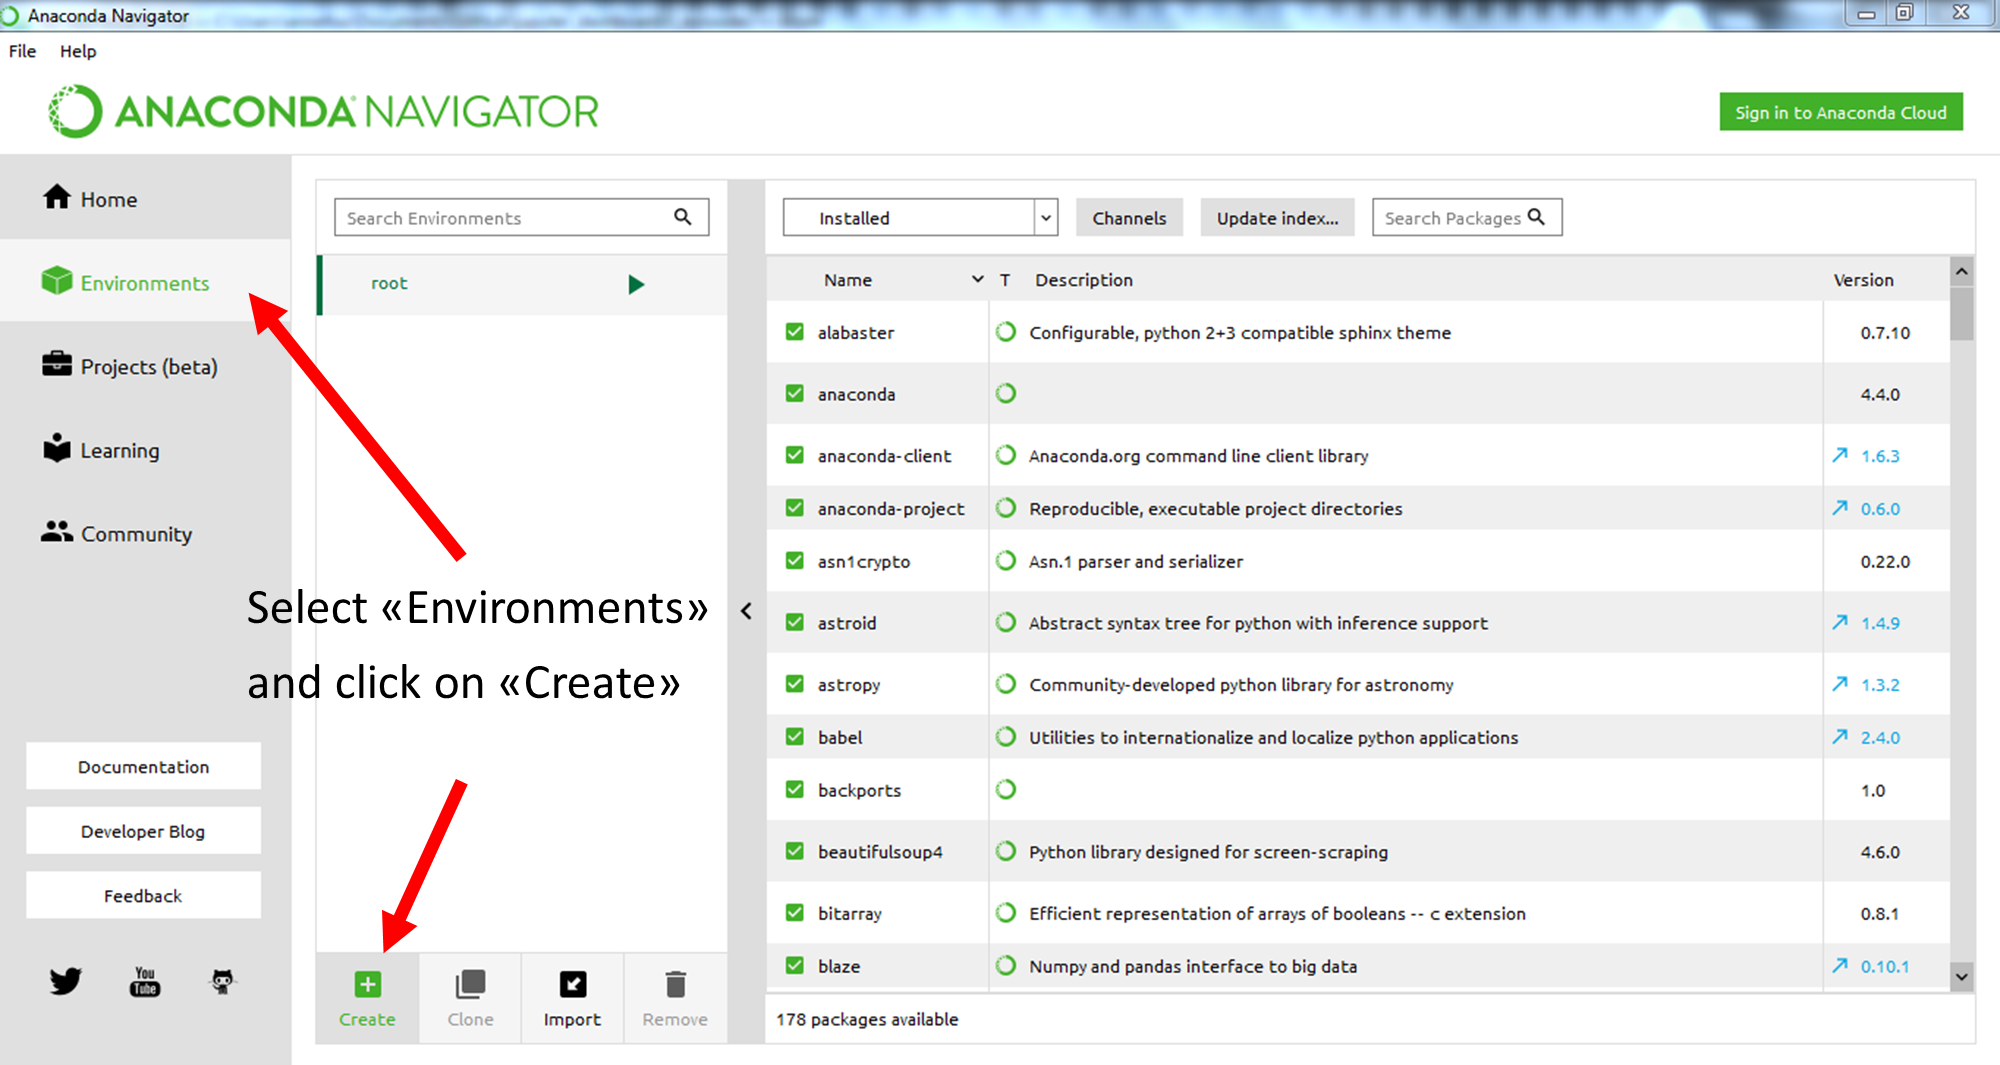 Anaconda Navigator
File Help
ANACONDA NAVIGATOR
Sign in to Anaconda Cloud
Home
Environments
Projects (beta)
Learning
Community
Documentation
Developer Blog
Feedback
You
Tube
Search Environments
root
Select «Environments»
and click on «Create»
Create Clone Import Remove
Installed Channels Update index... Search Packages
Name T Description Version
alabaster Configurable, python 2+3 compatible sphinx theme 0.7.10
anaconda 4.4.0
anaconda-client Anaconda.org command line client library 1.6.3
anaconda-project Reproducible, executable project directories 0.6.0
asn1crypto Asn.1 parser and serializer 0.22.0
astroid Abstract syntax tree for python with inference support 1.4.9
astropy Community-developed python library for astronomy 1.3.2
babel Utilities to internationalize and localize python applications 2.4.0
backports 1.0
beautifulsoup4 Python library designed for screen-scraping 4.6.0
bitarray Efficient representation of arrays of booleans -- c extension 0.8.1
blaze Numpy and pandas interface to big data 0.10.1
178 packages available